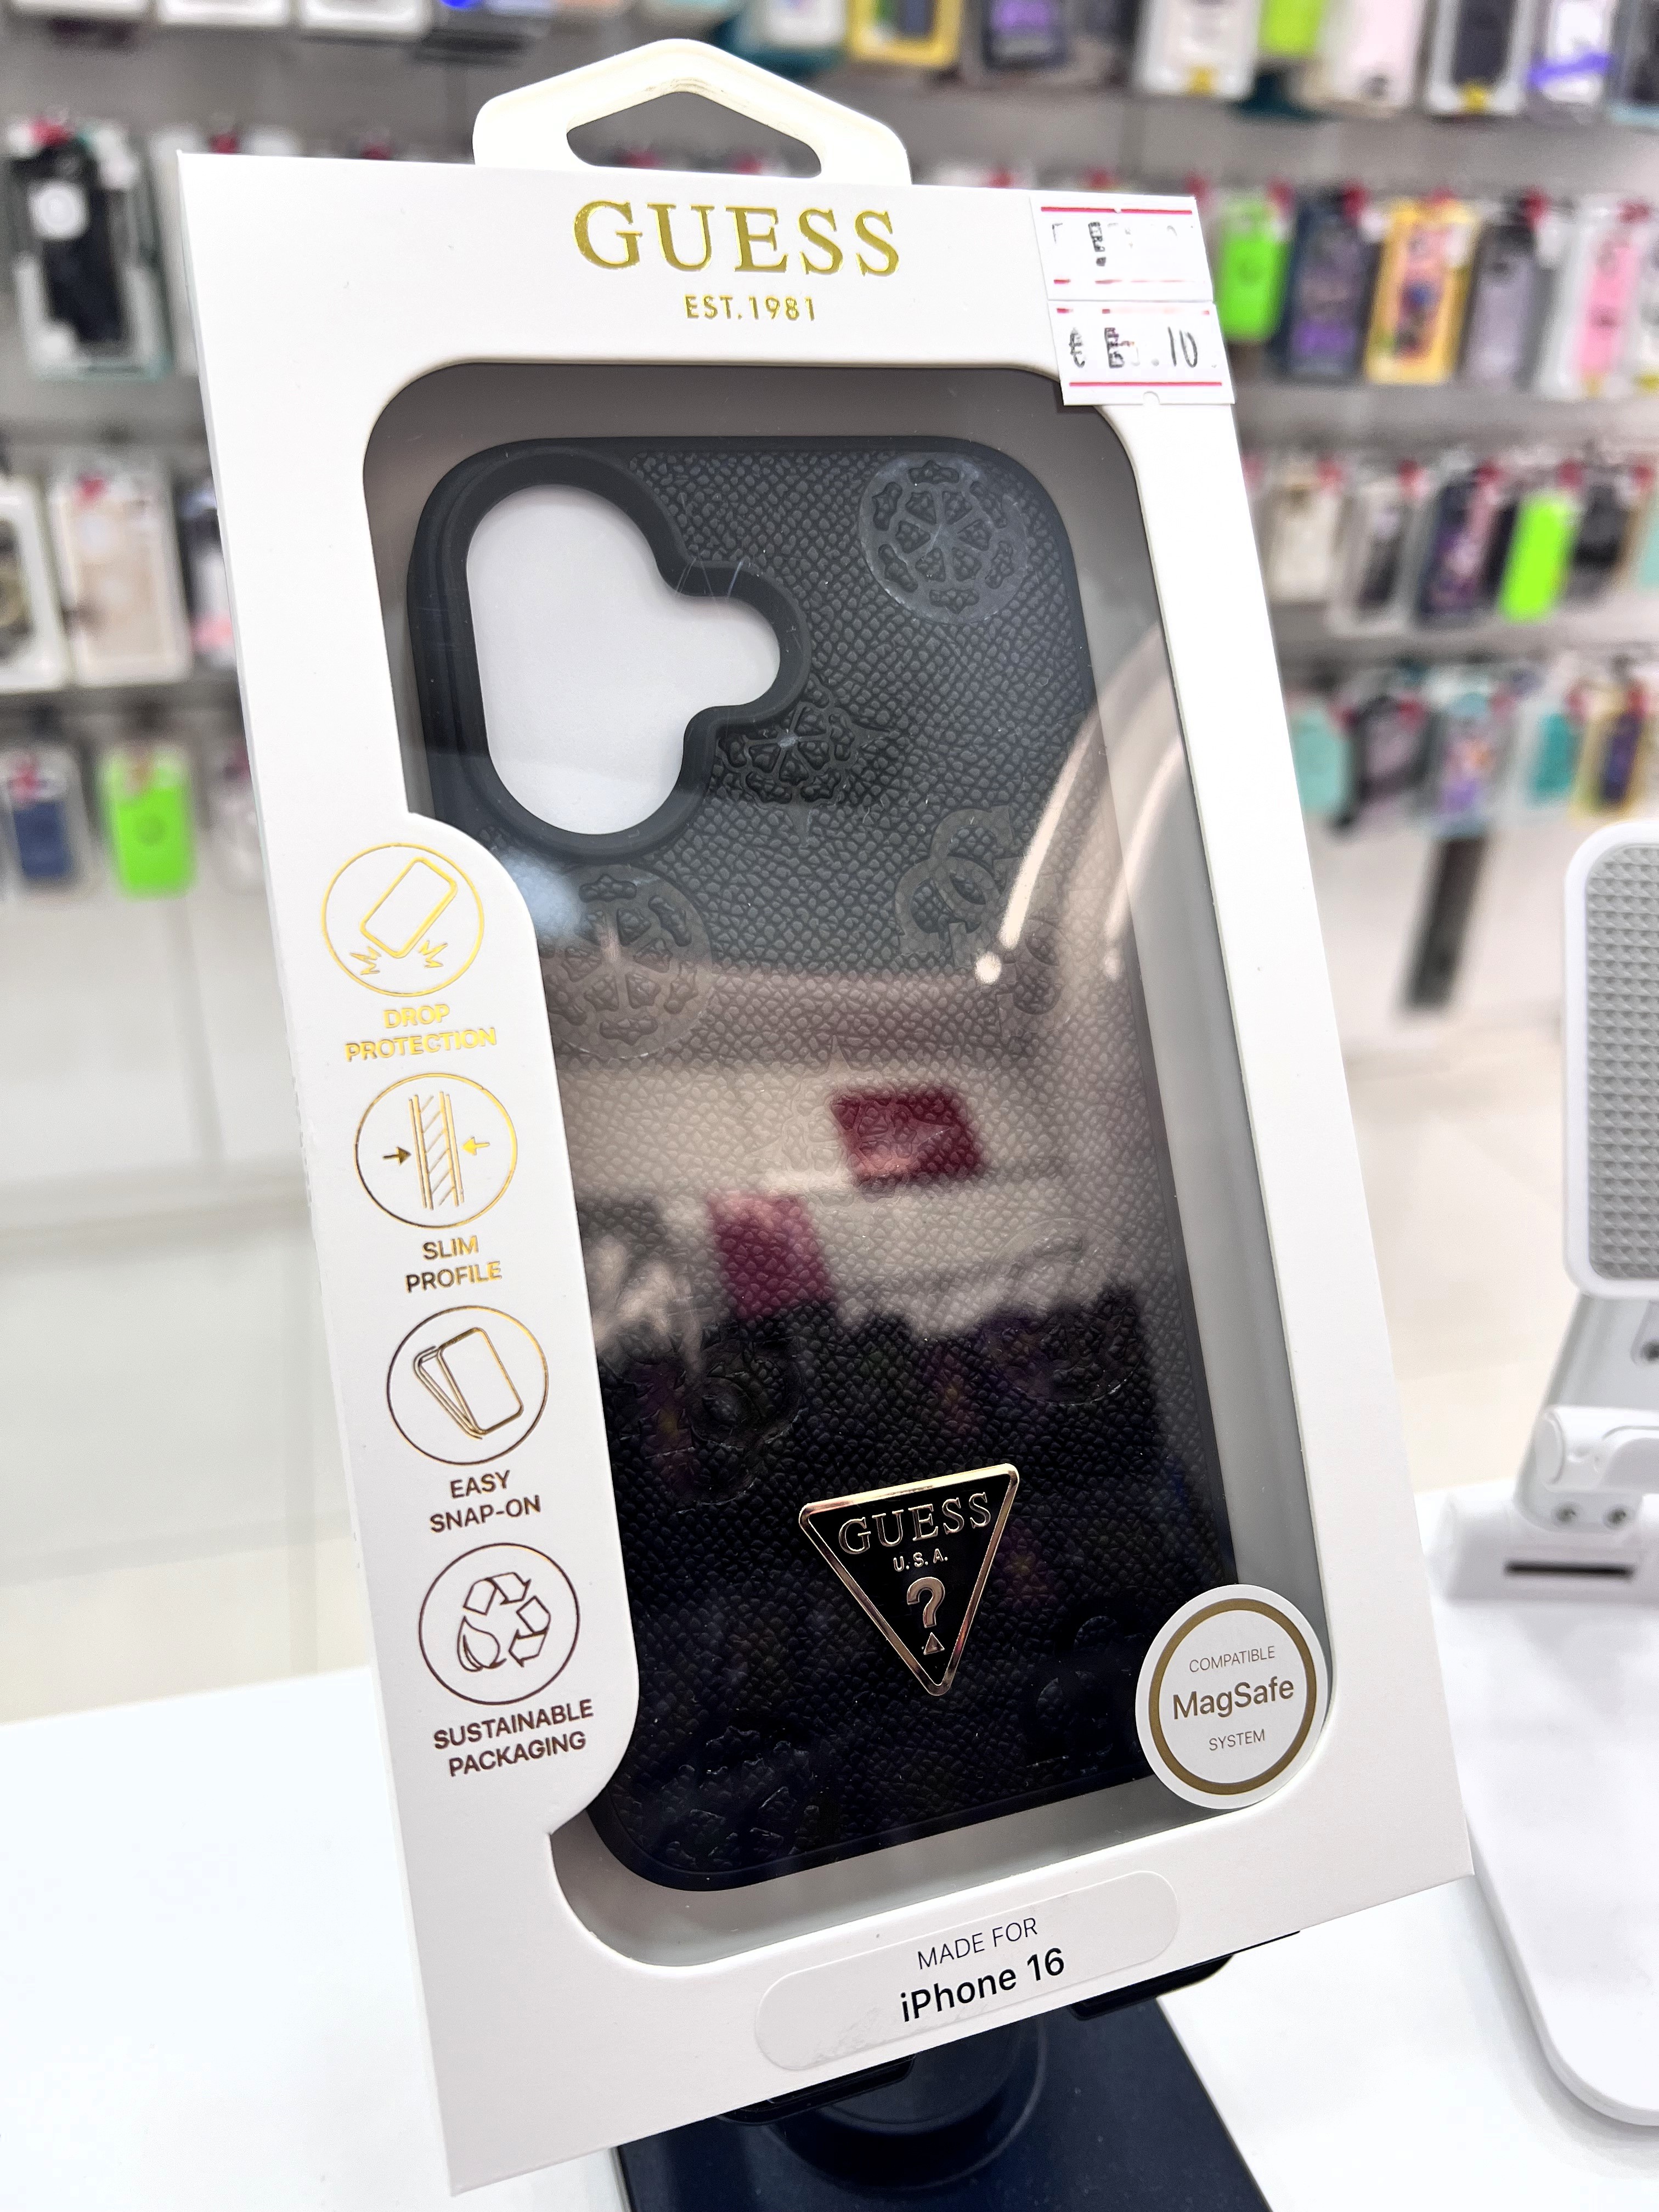 GUESS
EST.1981
DROP
PROTECTION
SLIM
PROFILE
EASY
SNAP-ON
SUSTAINABLE
PACKAGING
GUESS
U.S.A.
?
COMPATIBLE
MagSafe
SYSTEM
MADE FOR
iPhone 16